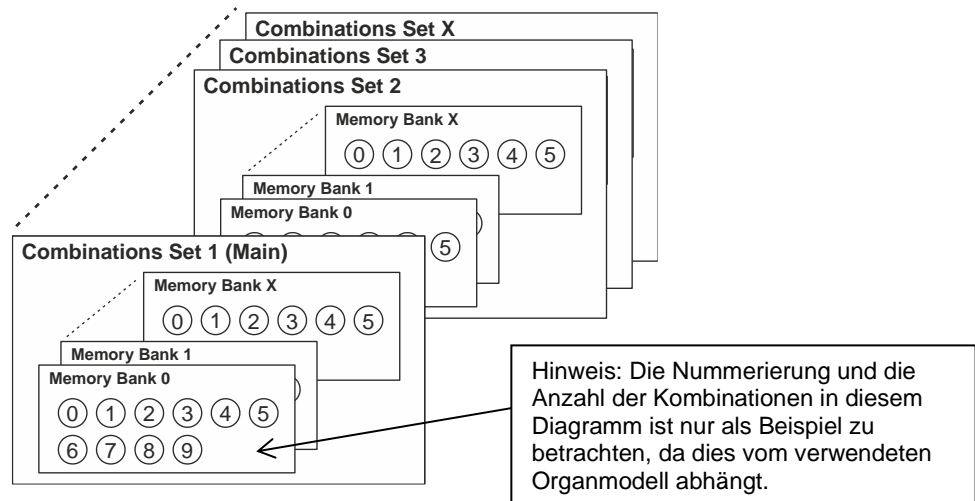 Combinations Set X
Combinations Set 3
Combinations Set 2
Memory Bank X
0 1 2 3 4 5
Memory Bank 1
Memory Bank 0
5
Combinations Set 1 (Main)
Memory Bank X
0 1 2 3 4 5
Memory Bank 1
Memory Bank 0
0 1 2 3 4 5
6 7 8 9
Hinweis: Die Nummerierung und die
Anzahl der Kombinationen in diesem
Diagramm ist nur als Beispiel zu
betrachten, da dies vom verwendeten
Organmodell abhängt.